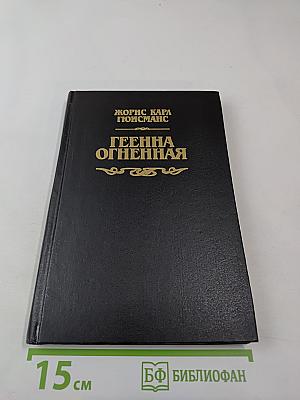 ЖОРИС КАРЛ
ГЮИСМАНС
ГЕЕННА
ОГНЕННАЯ
15 см
БФ БИБЛИОФАН